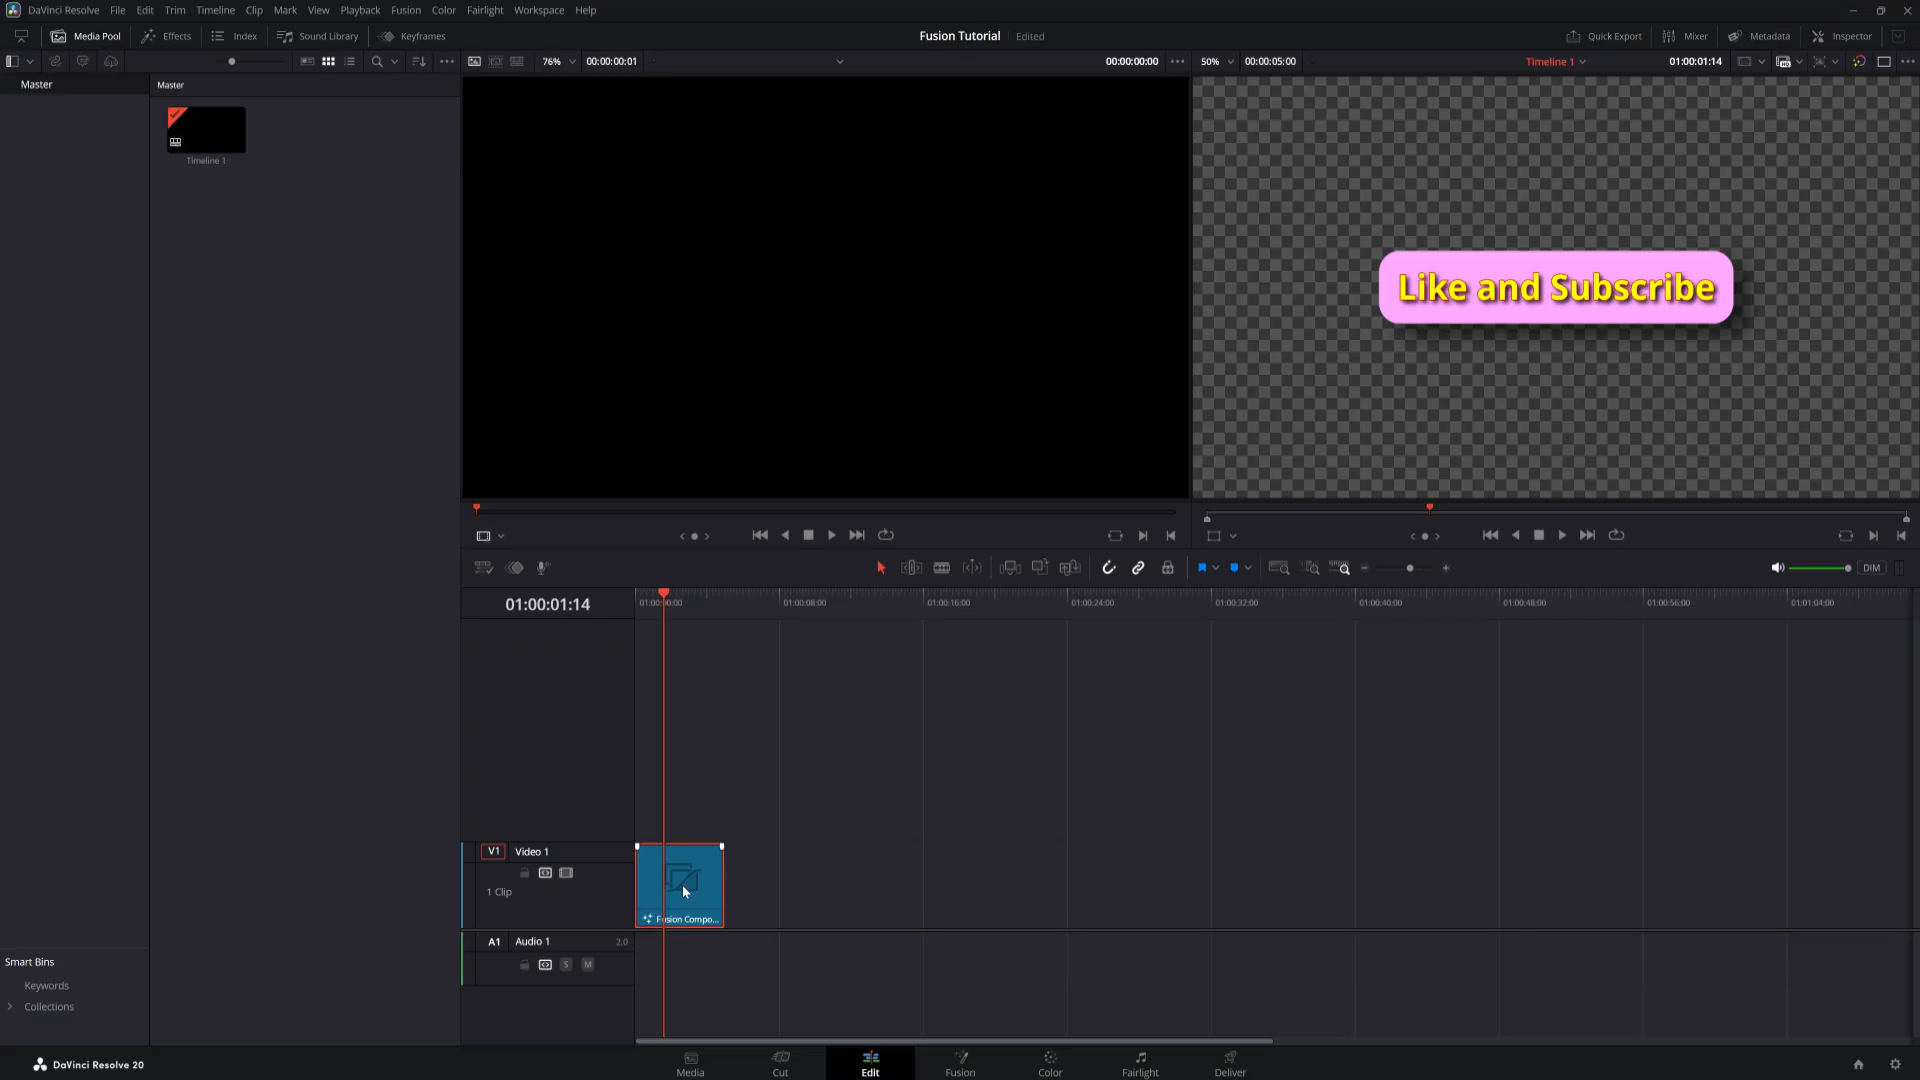 DaVinci Resolve File Edit Trim Timeline Clip Mark View Playback Fusion Color Fairlight Workspace Help
Media Pool Effects Index Sound Library Keyframes Fusion Tutorial Edited Quick Export Mixer Metadata Inspector
76% 00:00:00:01 00:00:00:00 50% 00:00:05:00 Timeline 1 01:00:01:14
Master Master
Timeline 1
Like and Subscribe
DIM
01:00:01:14 01:00:00:00 01:00:08:00 01:00:16:00 01:00:24:00 01:00:32:00 01:00:40:00 01:00:48:00 01:00:56:00 01:01:04:00
V1 Video 1
1 Clip
Fusion Compo...
A1 Audio 1 2.0
S M
Smart Bins
Keywords
Collections
DaVinci Resolve 20 Media Cut Edit Fusion Color Fairlight Deliver